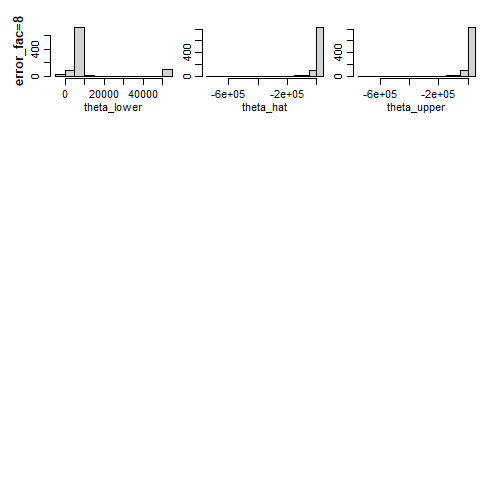 error_fac=8
0 400
0 20000 40000
theta_lower
0 400
-6e+05 -2e+05
theta_hat
0 400
-6e+05 -2e+05
theta_upper